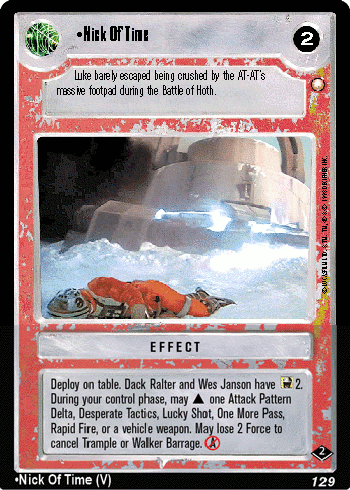 •Nick Of Time
2
Luke barely escaped being crushed by the AT-AT's
massive footpad during the Battle of Hoth.
EFFECT
Deploy on table. Dack Ralter and Wes Janson have 2.
During your control phase, may ▲ one Attack Pattern
Delta, Desperate Tactics, Lucky Shot, One More Pass,
Rapid Fire, or a vehicle weapon. May lose 2 Force to
cancel Trample or Walker Barrage. A
2
•Nick Of Time (V)
129